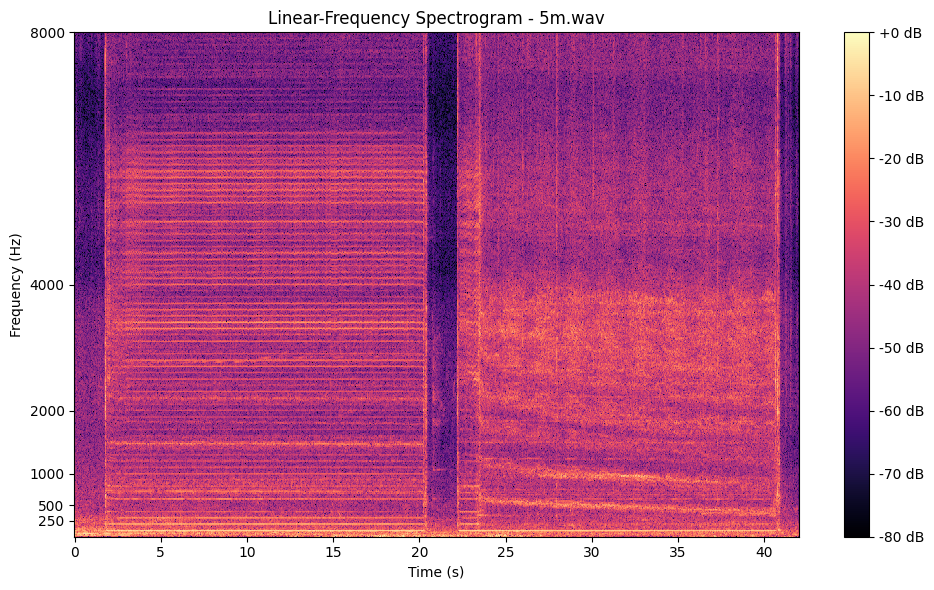 Linear-Frequency Spectrogram - 5m.wav
8000
4000
2000
1000
500
250
Frequency (Hz)
0 5 10 15 20 25 30 35 40
Time (s)
+0 dB
-10 dB
-20 dB
-30 dB
-40 dB
-50 dB
-60 dB
-70 dB
-80 dB